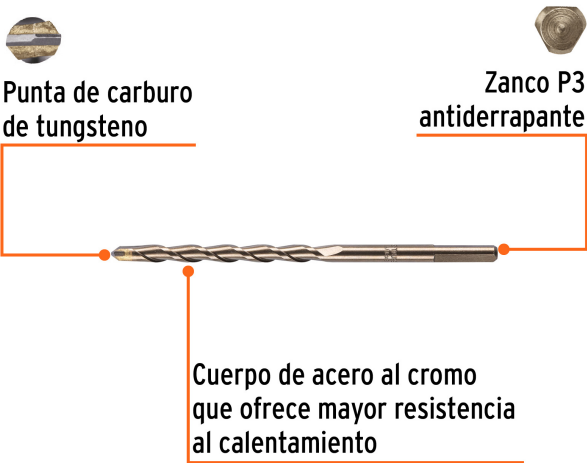 Punta de carburo
de tungsteno
Zanco P3
antiderrapante
Cuerpo de acero al cromo
que ofrece mayor resistencia
al calentamiento